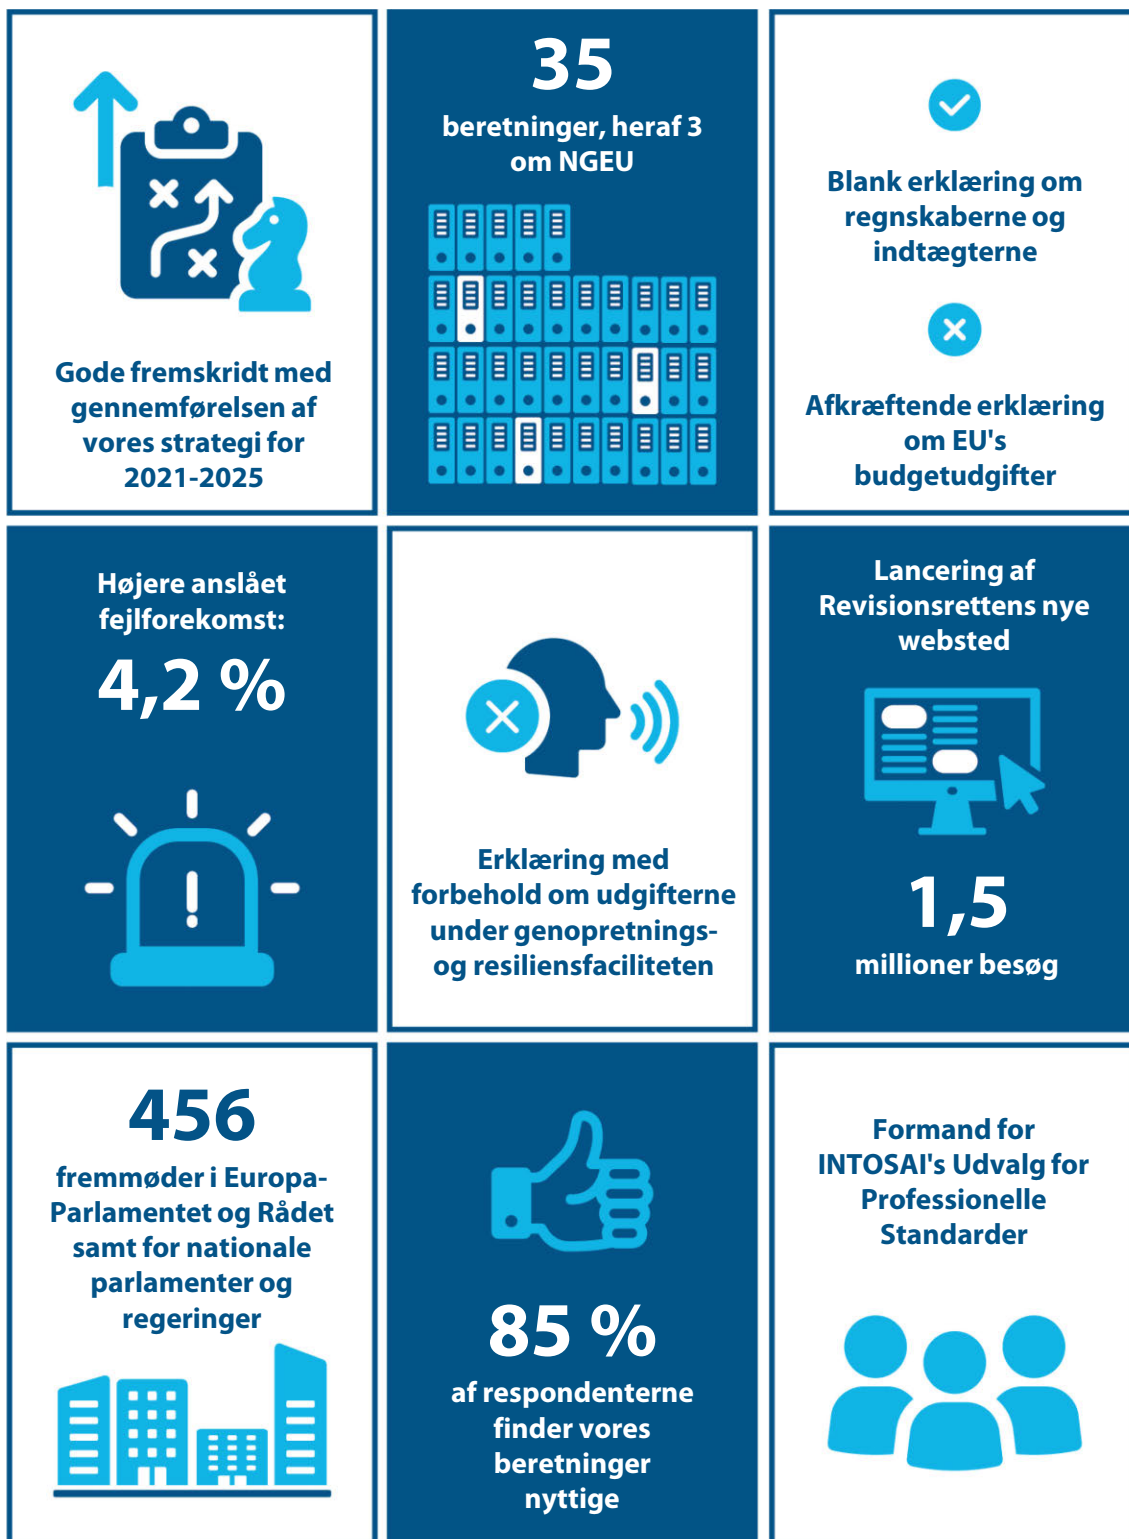 Gode fremskridt med
gennemførelsen af
vores strategi for
2021-2025
35
beretninger, heraf 3
om NGEU
Blank erklæring om
regnskaberne og
indtægterne
Afkræftende erklæring
om EU's
budgetudgifter
Højere anslået
fejlforekomst:
4,2 %
Erklæring med
forbehold om udgifterne
under genopretnings-
og resiliensfaciliteten
Lancering af
Revisionsrettens nye
websted
1,5
millioner besøg
456
fremmøder i Europa-
Parlamentet og Rådet
samt for nationale
parlamenter og
regeringer
85 %
af respondenterne
finder vores
beretninger
nyttige
Formand for
INTOSAI's Udvalg for
Professionelle
Standarder